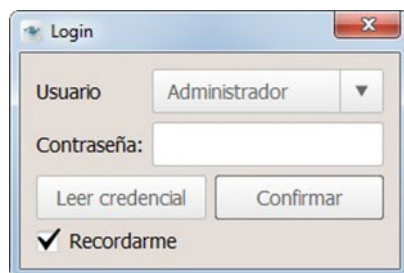 Login
Usuario Administrador
Contraseña:
Leer credencial Confirmar
Recordarme